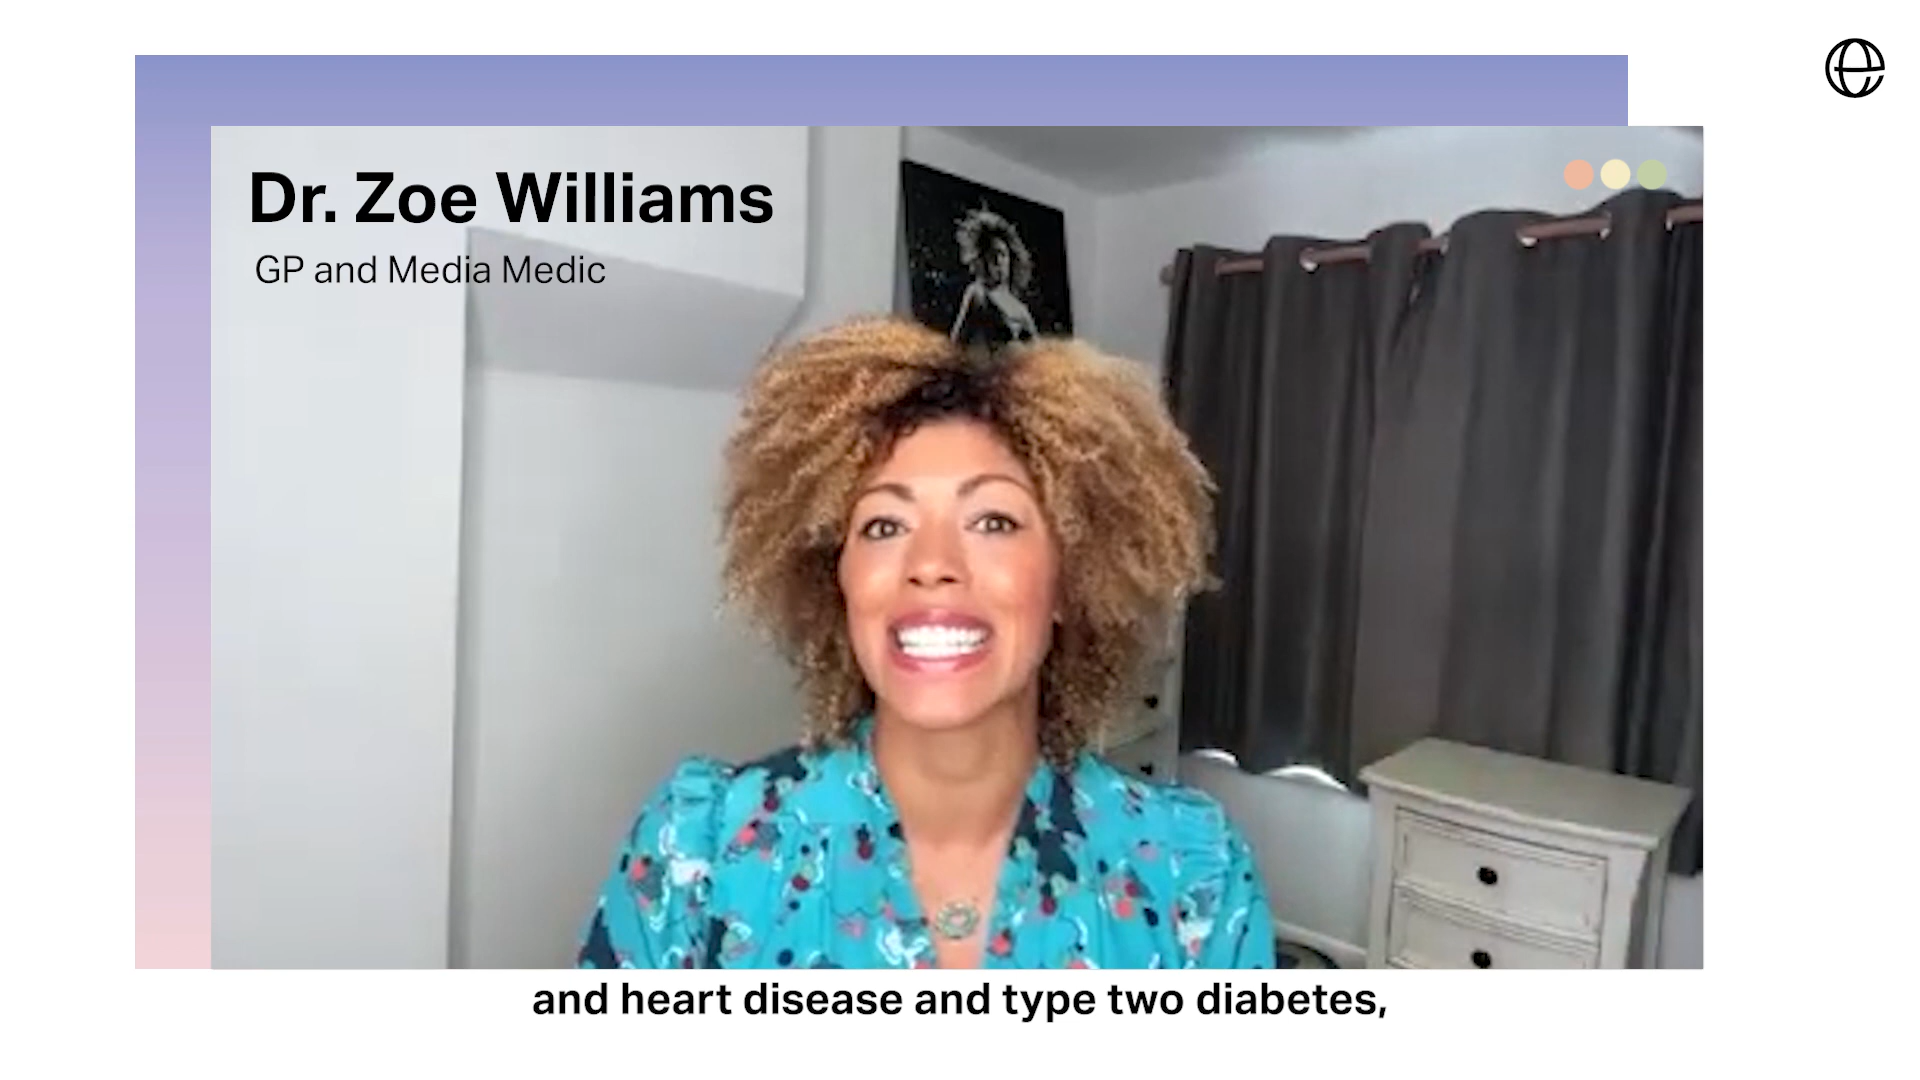 Dr. Zoe Williams
GP and Media Medic
and heart disease and type two diabetes,